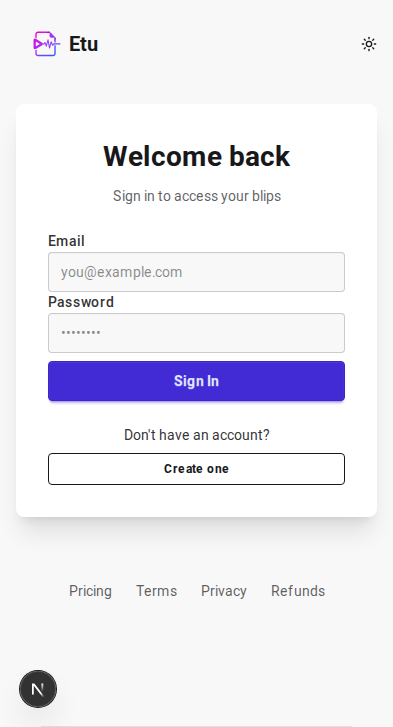 Etu
Welcome back
Sign in to access your blips
Email
you@example.com
Password
••••••••
Sign In
Don't have an account?
Create one
Pricing Terms Privacy Refunds
N